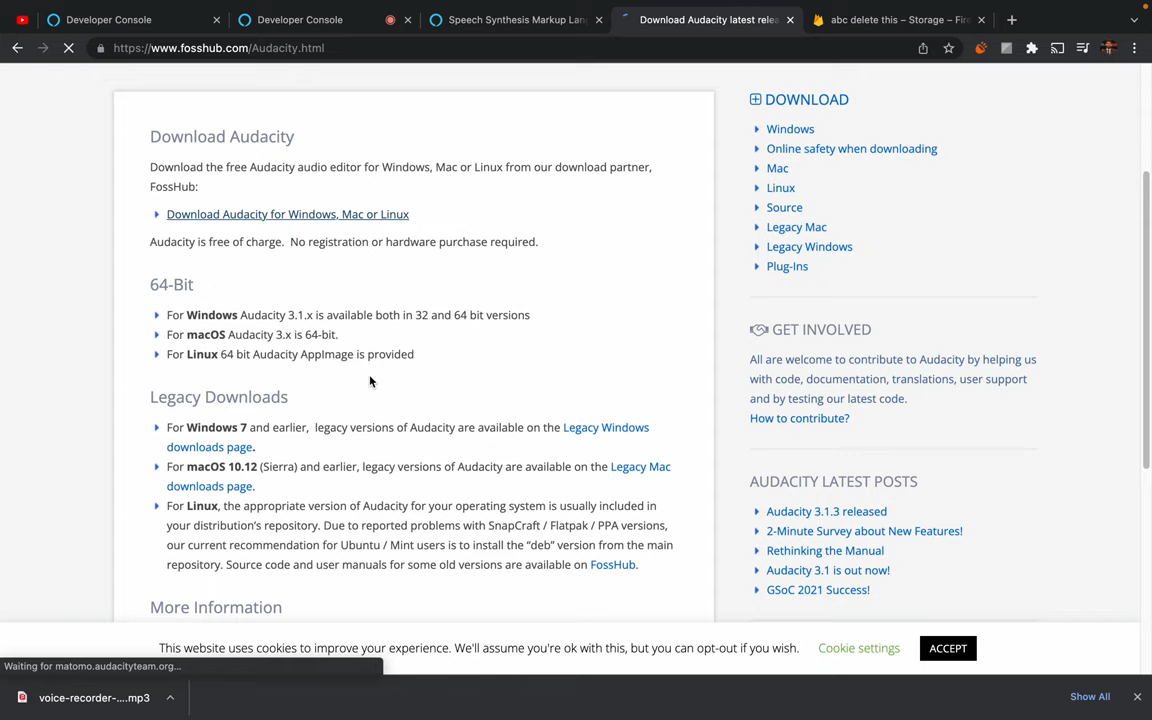 Developer Console
Developer Console
Speech Synthesis Markup Lan
Download Audacity latest relea
abc delete this – Storage – Fire
https://www.fosshub.com/Audacity.html
Download Audacity
Download the free Audacity audio editor for Windows, Mac or Linux from our download partner,
FossHub:
Download Audacity for Windows, Mac or Linux
Audacity is free of charge. No registration or hardware purchase required.
64-Bit
For Windows Audacity 3.1.x is available both in 32 and 64 bit versions
For macOS Audacity 3.x is 64-bit.
For Linux 64 bit Audacity AppImage is provided
Legacy Downloads
For Windows 7 and earlier, legacy versions of Audacity are available on the Legacy Windows
downloads page.
For macOS 10.12 (Sierra) and earlier, legacy versions of Audacity are available on the Legacy Mac
downloads page.
For Linux, the appropriate version of Audacity for your operating system is usually included in
your distribution's repository. Due to reported problems with SnapCraft / Flatpak / PPA versions,
our current recommendation for Ubuntu / Mint users is to install the “deb” version from the main
repository. Source code and user manuals for some old versions are available on FossHub.
More Information
DOWNLOAD
Windows
Online safety when downloading
Mac
Linux
Source
Legacy Mac
Legacy Windows
Plug-Ins
GET INVOLVED
All are welcome to contribute to Audacity by helping us
with code, documentation, translations, user support
and by testing our latest code.
How to contribute?
AUDACITY LATEST POSTS
Audacity 3.1.3 released
2-Minute Survey about New Features!
Rethinking the Manual
Audacity 3.1 is out now!
GSoC 2021 Success!
This website uses cookies to improve your experience. We'll assume you're ok with this, but you can opt-out if you wish.
Cookie settings
ACCEPT
Waiting for matomo.audacityteam.org...
voice-recorder-....mp3
Show All